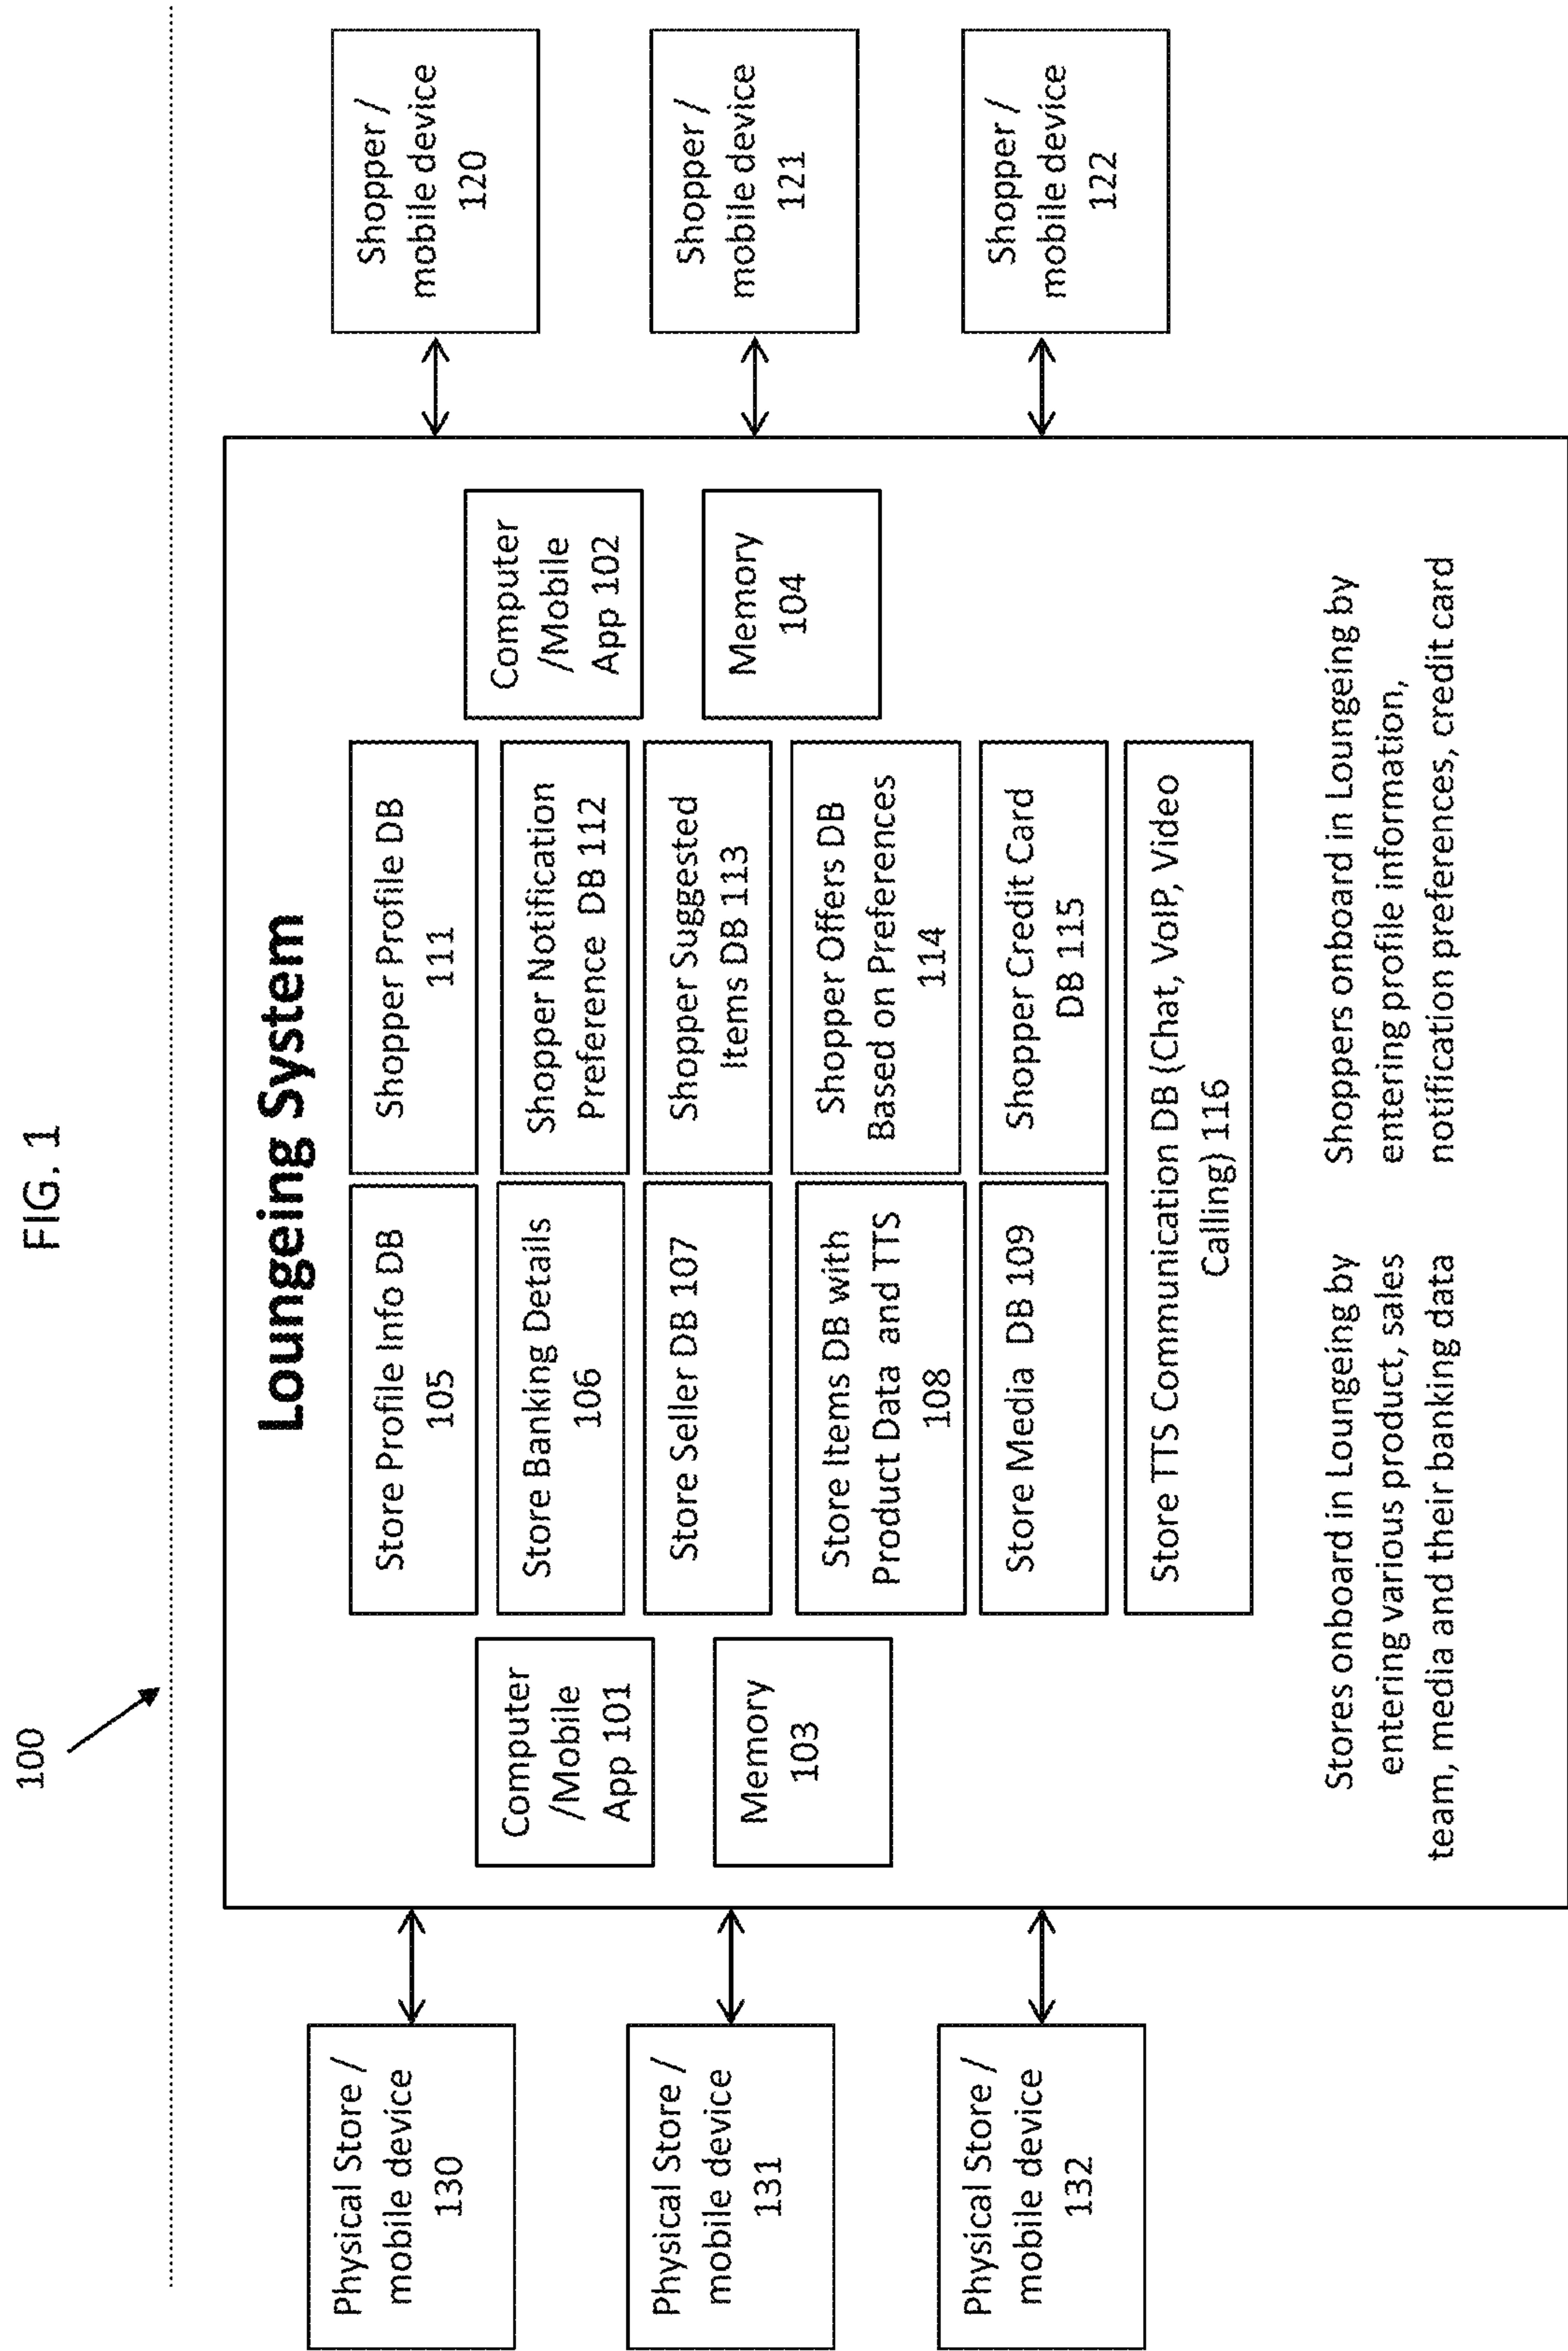 FIG. 1
100
Loungeing System
Physical Store /
mobile device
130
Physical Store /
mobile device
131
Physical Store /
mobile device
132
Computer
/Mobile
App 101
Memory
103
Store Profile Info DB
105
Store Banking Details
106
Store Seller DB 107
Store Items DB with
Product Data and TTS
108
Store Media DB 109
Shopper Profile DB
111
Shopper Notification
Preference DB 112
Shopper Suggested
Items DB 113
Shopper Offers DB
Based on Preferences
114
Shopper Credit Card
DB 115
Store TTS Communication DB (Chat, VoIP, Video
Calling) 116
Computer
/Mobile
App 102
Memory
104
Shopper /
mobile device
120
Shopper /
mobile device
121
Shopper /
mobile device
122
Stores onboard in Loungeing by
entering various product, sales
team, media and their banking data
Shoppers onboard in Loungeing by
entering profile information,
notification preferences, credit card